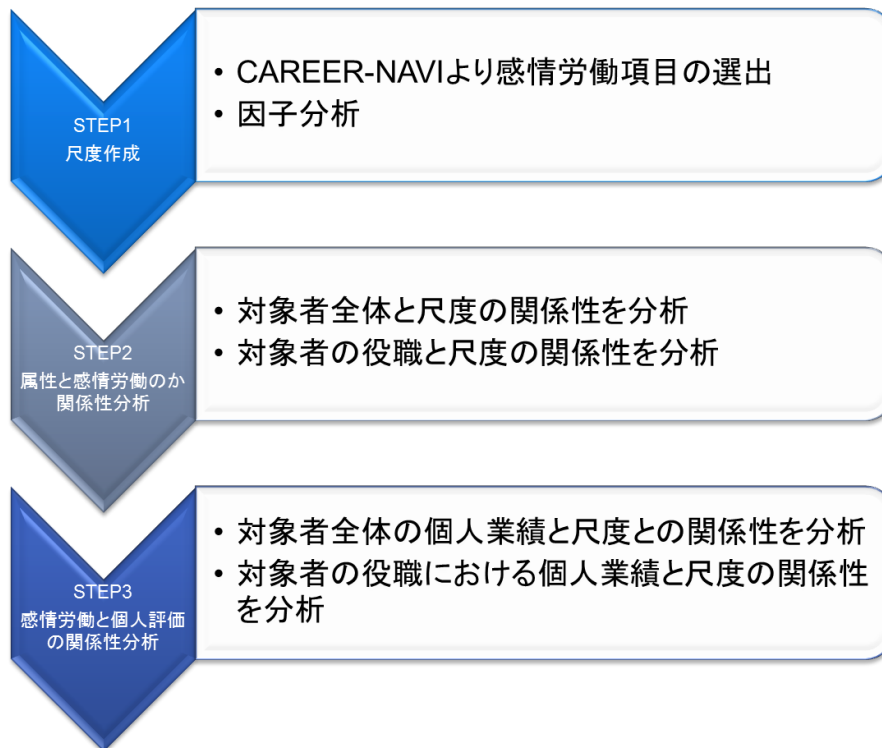 STEP1
尺度作成
• CAREER-NAVIより感情労働項目の選出
• 因子分析
STEP2
属性と感情労働のか
関係性分析
• 対象者全体と尺度の関係性を分析
• 対象者の役職と尺度の関係性を分析
STEP3
感情労働と個人評価
の関係性分析
• 対象者全体の個人業績と尺度との関係性を分析
• 対象者の役職における個人業績と尺度の関係性
を分析